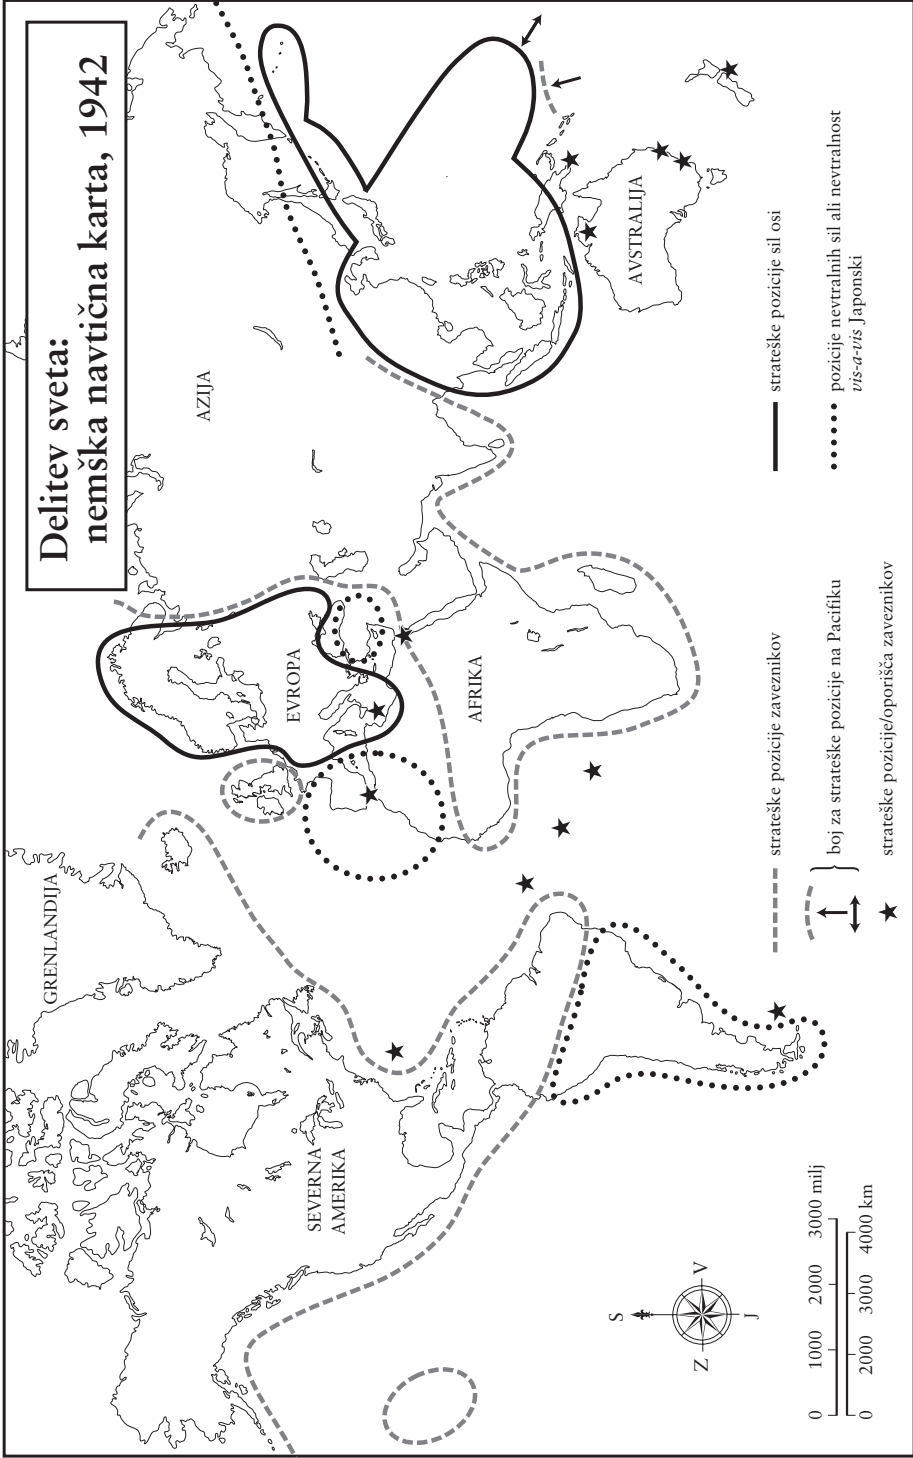 Delitev sveta:
nemška navtična karta, 1942
GRENLANDIJA
SEVERNA
AMERIKA
EVROPA
AFRIKA
AZIJA
AVSTRALIJA
S
Z
V
J
0
1000
2000
3000 milj
0
2000
3000
4000 km
strateške pozicije zaveznikov
boj za strateške pozicije na Pacifiku
strateške pozicije/oporišča zaveznikov
strateške pozicije sil osi
pozicije nevtralnih sil ali nevtralnost
vis-a-vis Japonski